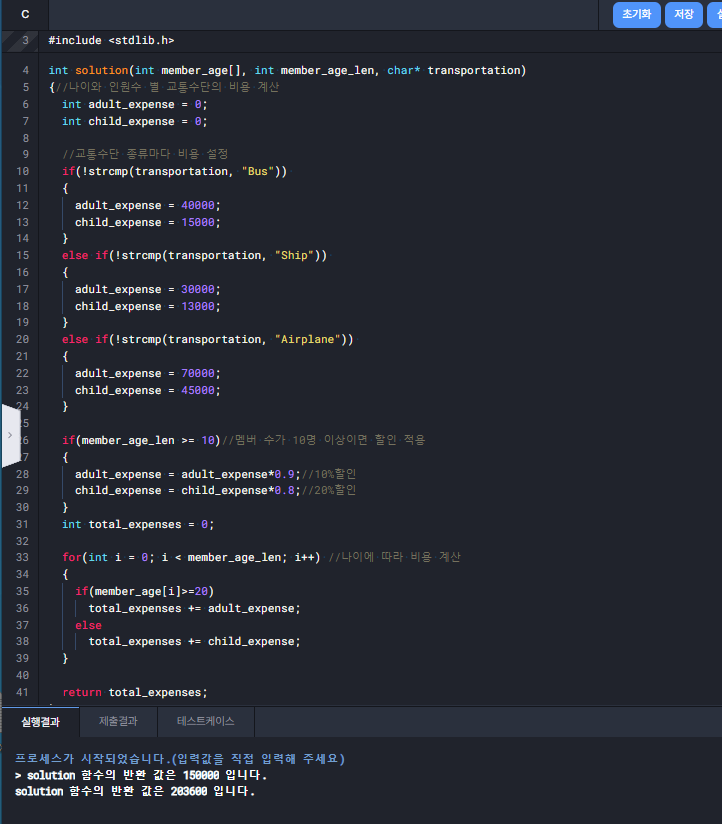 C
초기화 저장
3 #include <stdlib.h>
4 int solution(int member_age[], int member_age_len, char* transportation)
5 {//나이와 인원수 별 교통수단의 비용 계산
6 int adult_expense = 0;
7 int child_expense = 0;
8
9 //교통수단 종류마다 비용 설정
10 if(!strcmp(transportation, "Bus"))
11 {
12 adult_expense = 40000;
13 child_expense = 15000;
14 }
15 else if(!strcmp(transportation, "Ship"))
16 {
17 adult_expense = 30000;
18 child_expense = 13000;
19 }
20 else if(!strcmp(transportation, "Airplane"))
21 {
22 adult_expense = 70000;
23 child_expense = 45000;
24 }
25
26 if(member_age_len >= 10)//멤버 수가 10명 이상이면 할인 적용
27 {
28 adult_expense = adult_expense*0.9;//10%할인
29 child_expense = child_expense*0.8;//20%할인
30 }
31 int total_expenses = 0;
32
33 for(int i = 0; i < member_age_len; i++) //나이에 따라 비용 계산
34 {
35 if(member_age[i]>=20)
36 total_expenses += adult_expense;
37 else
38 total_expenses += child_expense;
39 }
40
41 return total_expenses;
실행결과 제출결과 테스트케이스
프로세스가 시작되었습니다.(입력값을 직접 입력해 주세요)
> solution 함수의 반환 값은 150000 입니다.
solution 함수의 반환 값은 203600 입니다.